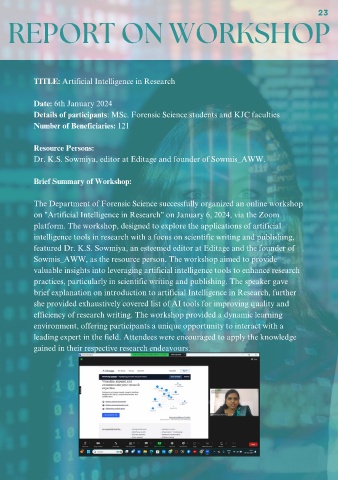 23
REPORT ON WORKSHOP
TITLE: Artificial Intelligence in Research
Date: 6th January 2024
Details of participants: MSc. Forensic Science students and KJC faculties
Number of Beneficiaries: 121
Resource Persons:
Dr. K.S. Sowmiya, editor at Editage and founder of Sowmis_AWW.
Brief Summary of Workshop:
The Department of Forensic Science successfully organized an online workshop
on "Artificial Intelligence in Research" on January 6, 2024, via the Zoom
platform. The workshop, designed to explore the applications of artificial
intelligence tools in research with a focus on scientific writing and publishing,
featured Dr. K.S. Sowmiya, an esteemed editor at Editage and the founder of
Sowmis_AWW, as the resource person. The workshop aimed to provide
valuable insights into leveraging artificial intelligence tools to enhance research
practices, particularly in scientific writing and publishing. The speaker gave
brief explanation on introduction to artificial Intelligence in Research, further
she provided exhaustively covered list of AI tools for improving quality and
efficiency of research writing. The workshop provided a dynamic learning
environment, offering participants a unique opportunity to interact with a
leading expert in the field. Attendees were encouraged to apply the knowledge
gained in their respective research endeavours.